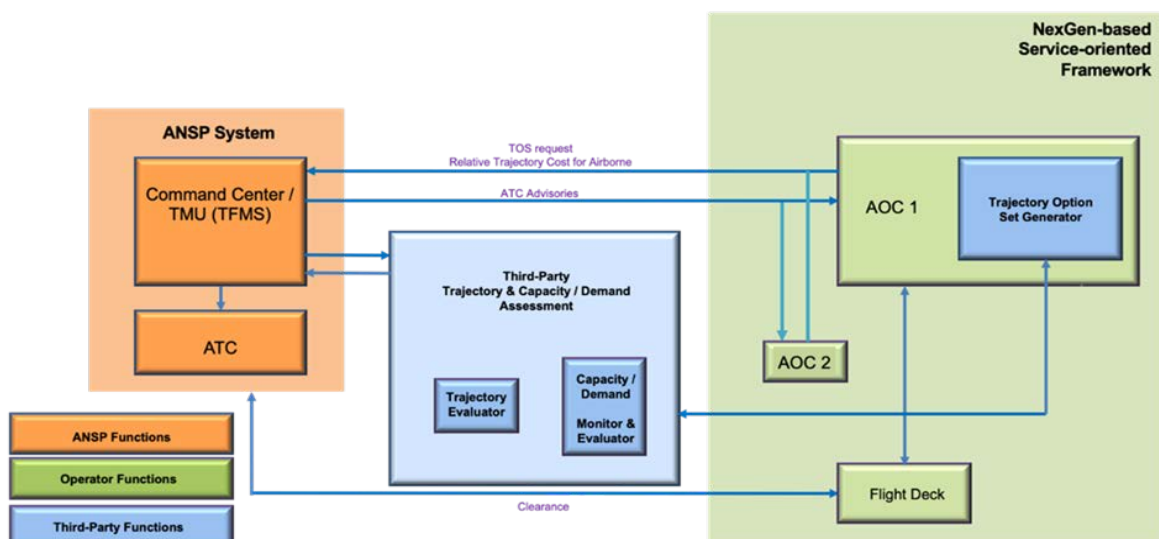 NexGen-based
Service-oriented
Framework
ANSP System
Command Center /
TMU (TFMS)
ATC
TOS request
Relative Trajectory Cost for Airborne
ATC Advisories
AOC 1
Trajectory Option
Set Generator
Third-Party
Trajectory & Capacity / Demand
Assessment
Trajectory
Evaluator
Capacity /
Demand
Monitor &
Evaluator
AOC 2
Flight Deck
Clearance
ANSP Functions
Operator Functions
Third-Party Functions